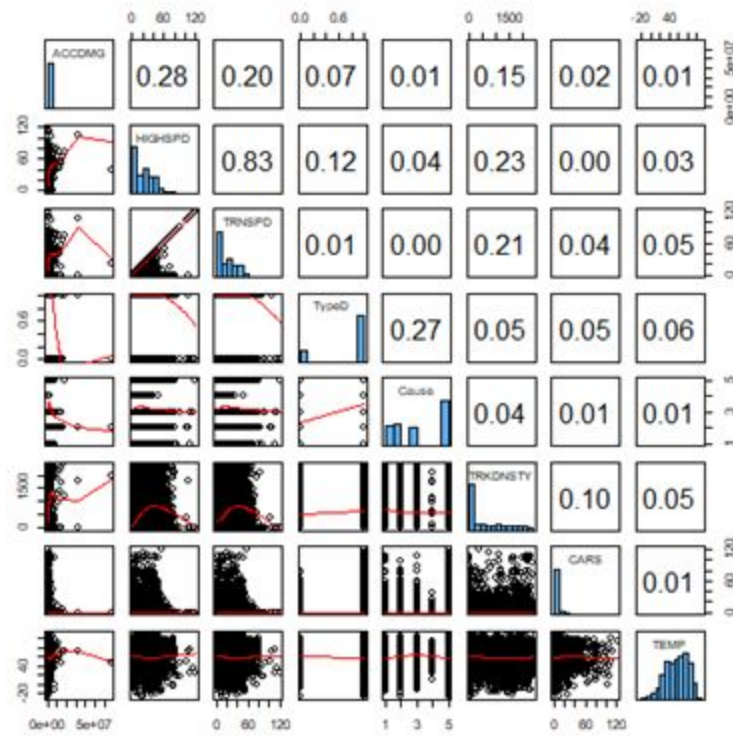 0 60 120 0.0 0.6 0 1500 -20 20
ACCDMG 0.28 0.20 0.07 0.01 0.15 0.02 0.01 0e+00 5e+07
0 60 120 HIGHSPD 0.83 0.12 0.04 0.23 0.00 0.03
TRNSPD 0.01 0.00 0.21 0.04 0.05 0 60 120
0.0 0.6 TypeD 0.27 0.05 0.05 0.06
Cause 0.04 0.01 0.01 1 3 5
0 1500 TRKDNSTY 0.10 0.05
CARS 0.01 0 60 120
-20 40 TEMP
0e+00 5e+07 0 60 120 1 3 5 0 60 120